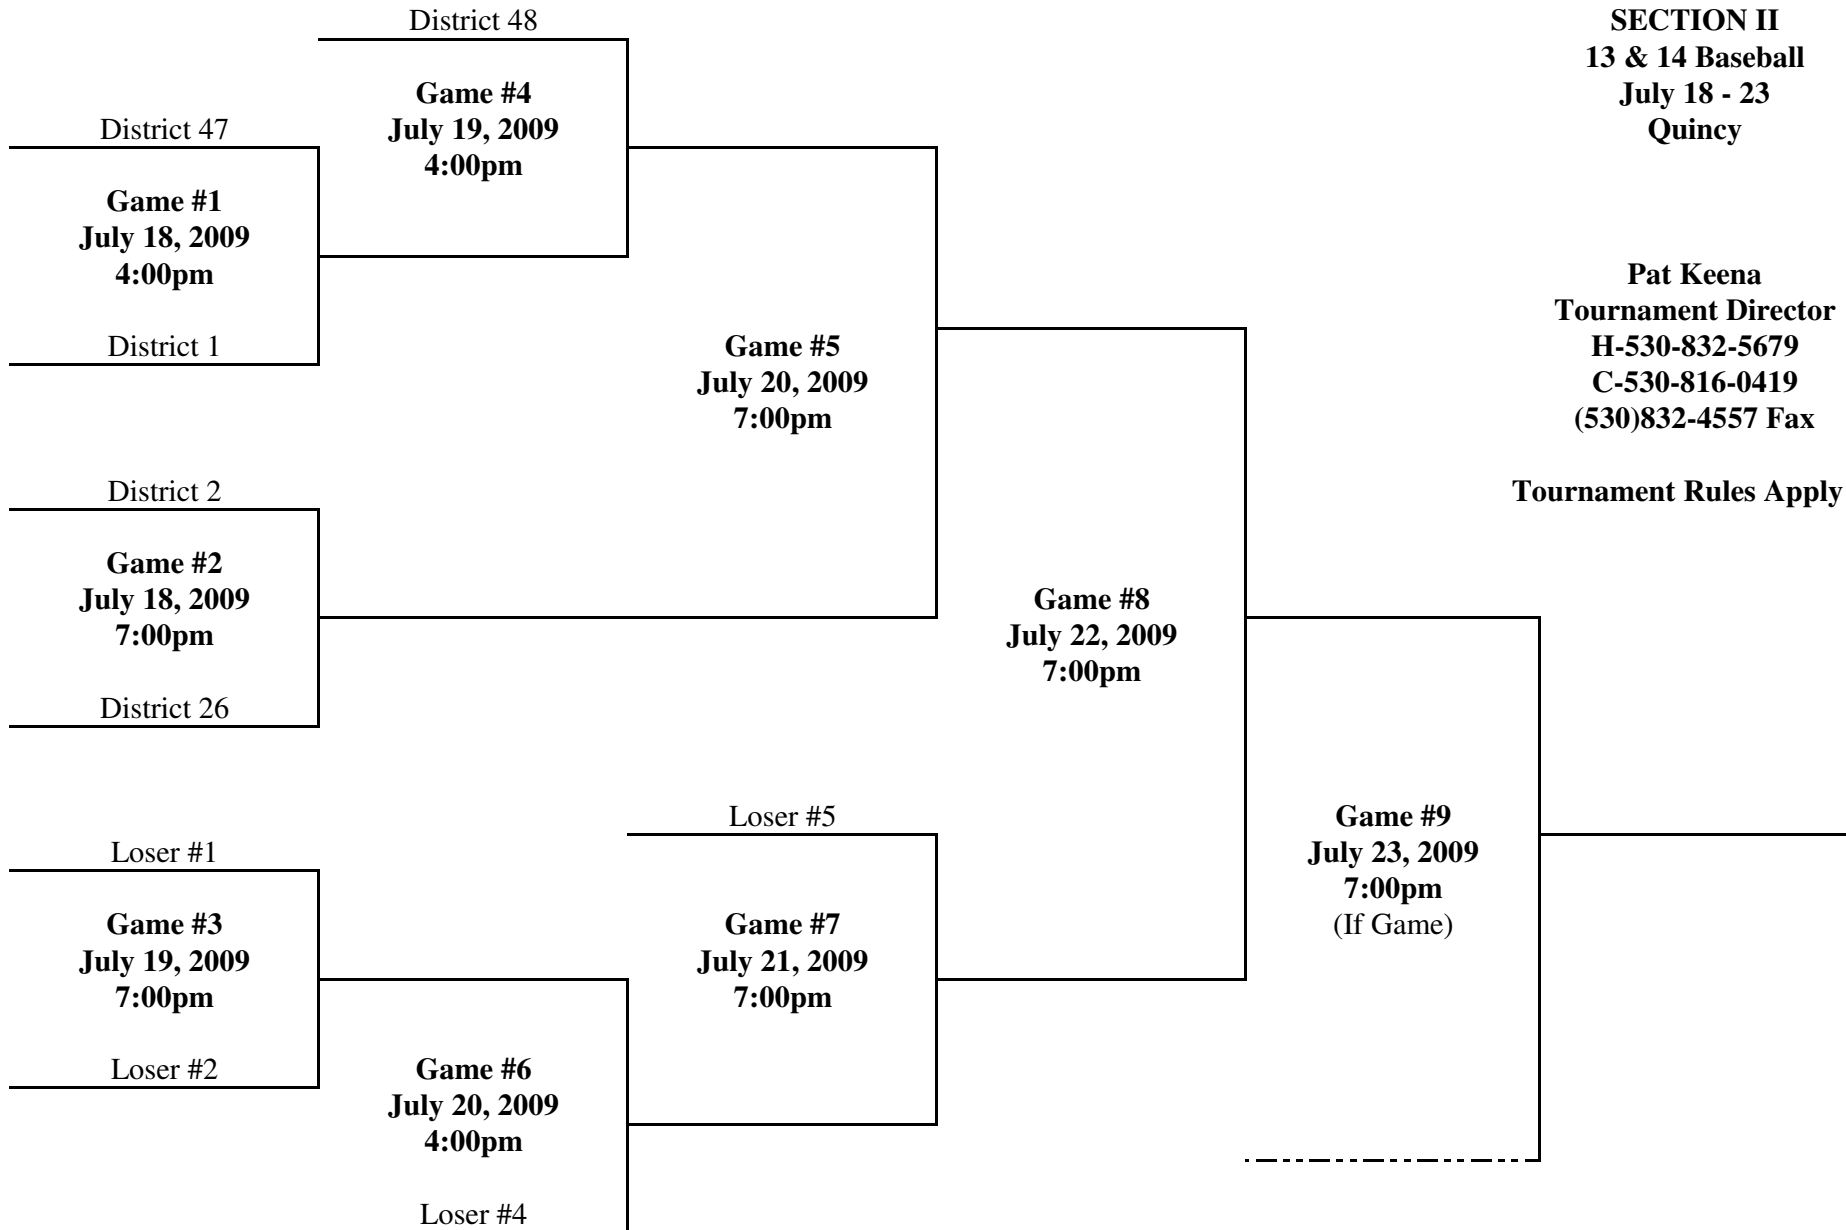 District 48
Game #4
July 19, 2009
4:00pm
District 47
Game #1
July 18, 2009
4:00pm
District 1
Game #5
July 20, 2009
7:00pm
District 2
Game #2
July 18, 2009
7:00pm
District 26
Game #8
July 22, 2009
7:00pm
Loser #1
Game #3
July 19, 2009
7:00pm
Loser #2
Loser #5
Game #7
July 21, 2009
7:00pm
Game #6
July 20, 2009
4:00pm
Loser #4
Game #9
July 23, 2009
7:00pm
(If Game)
SECTION II
13 & 14 Baseball
July 18 - 23
Quincy
Pat Keena
Tournament Director
H-530-832-5679
C-530-816-0419
(530)832-4557 Fax
Tournament Rules Apply